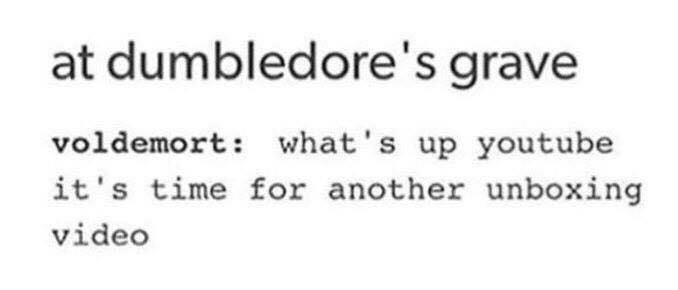 at dumbledore's grave
voldemort: what's up youtube
it's time for another unboxing
video